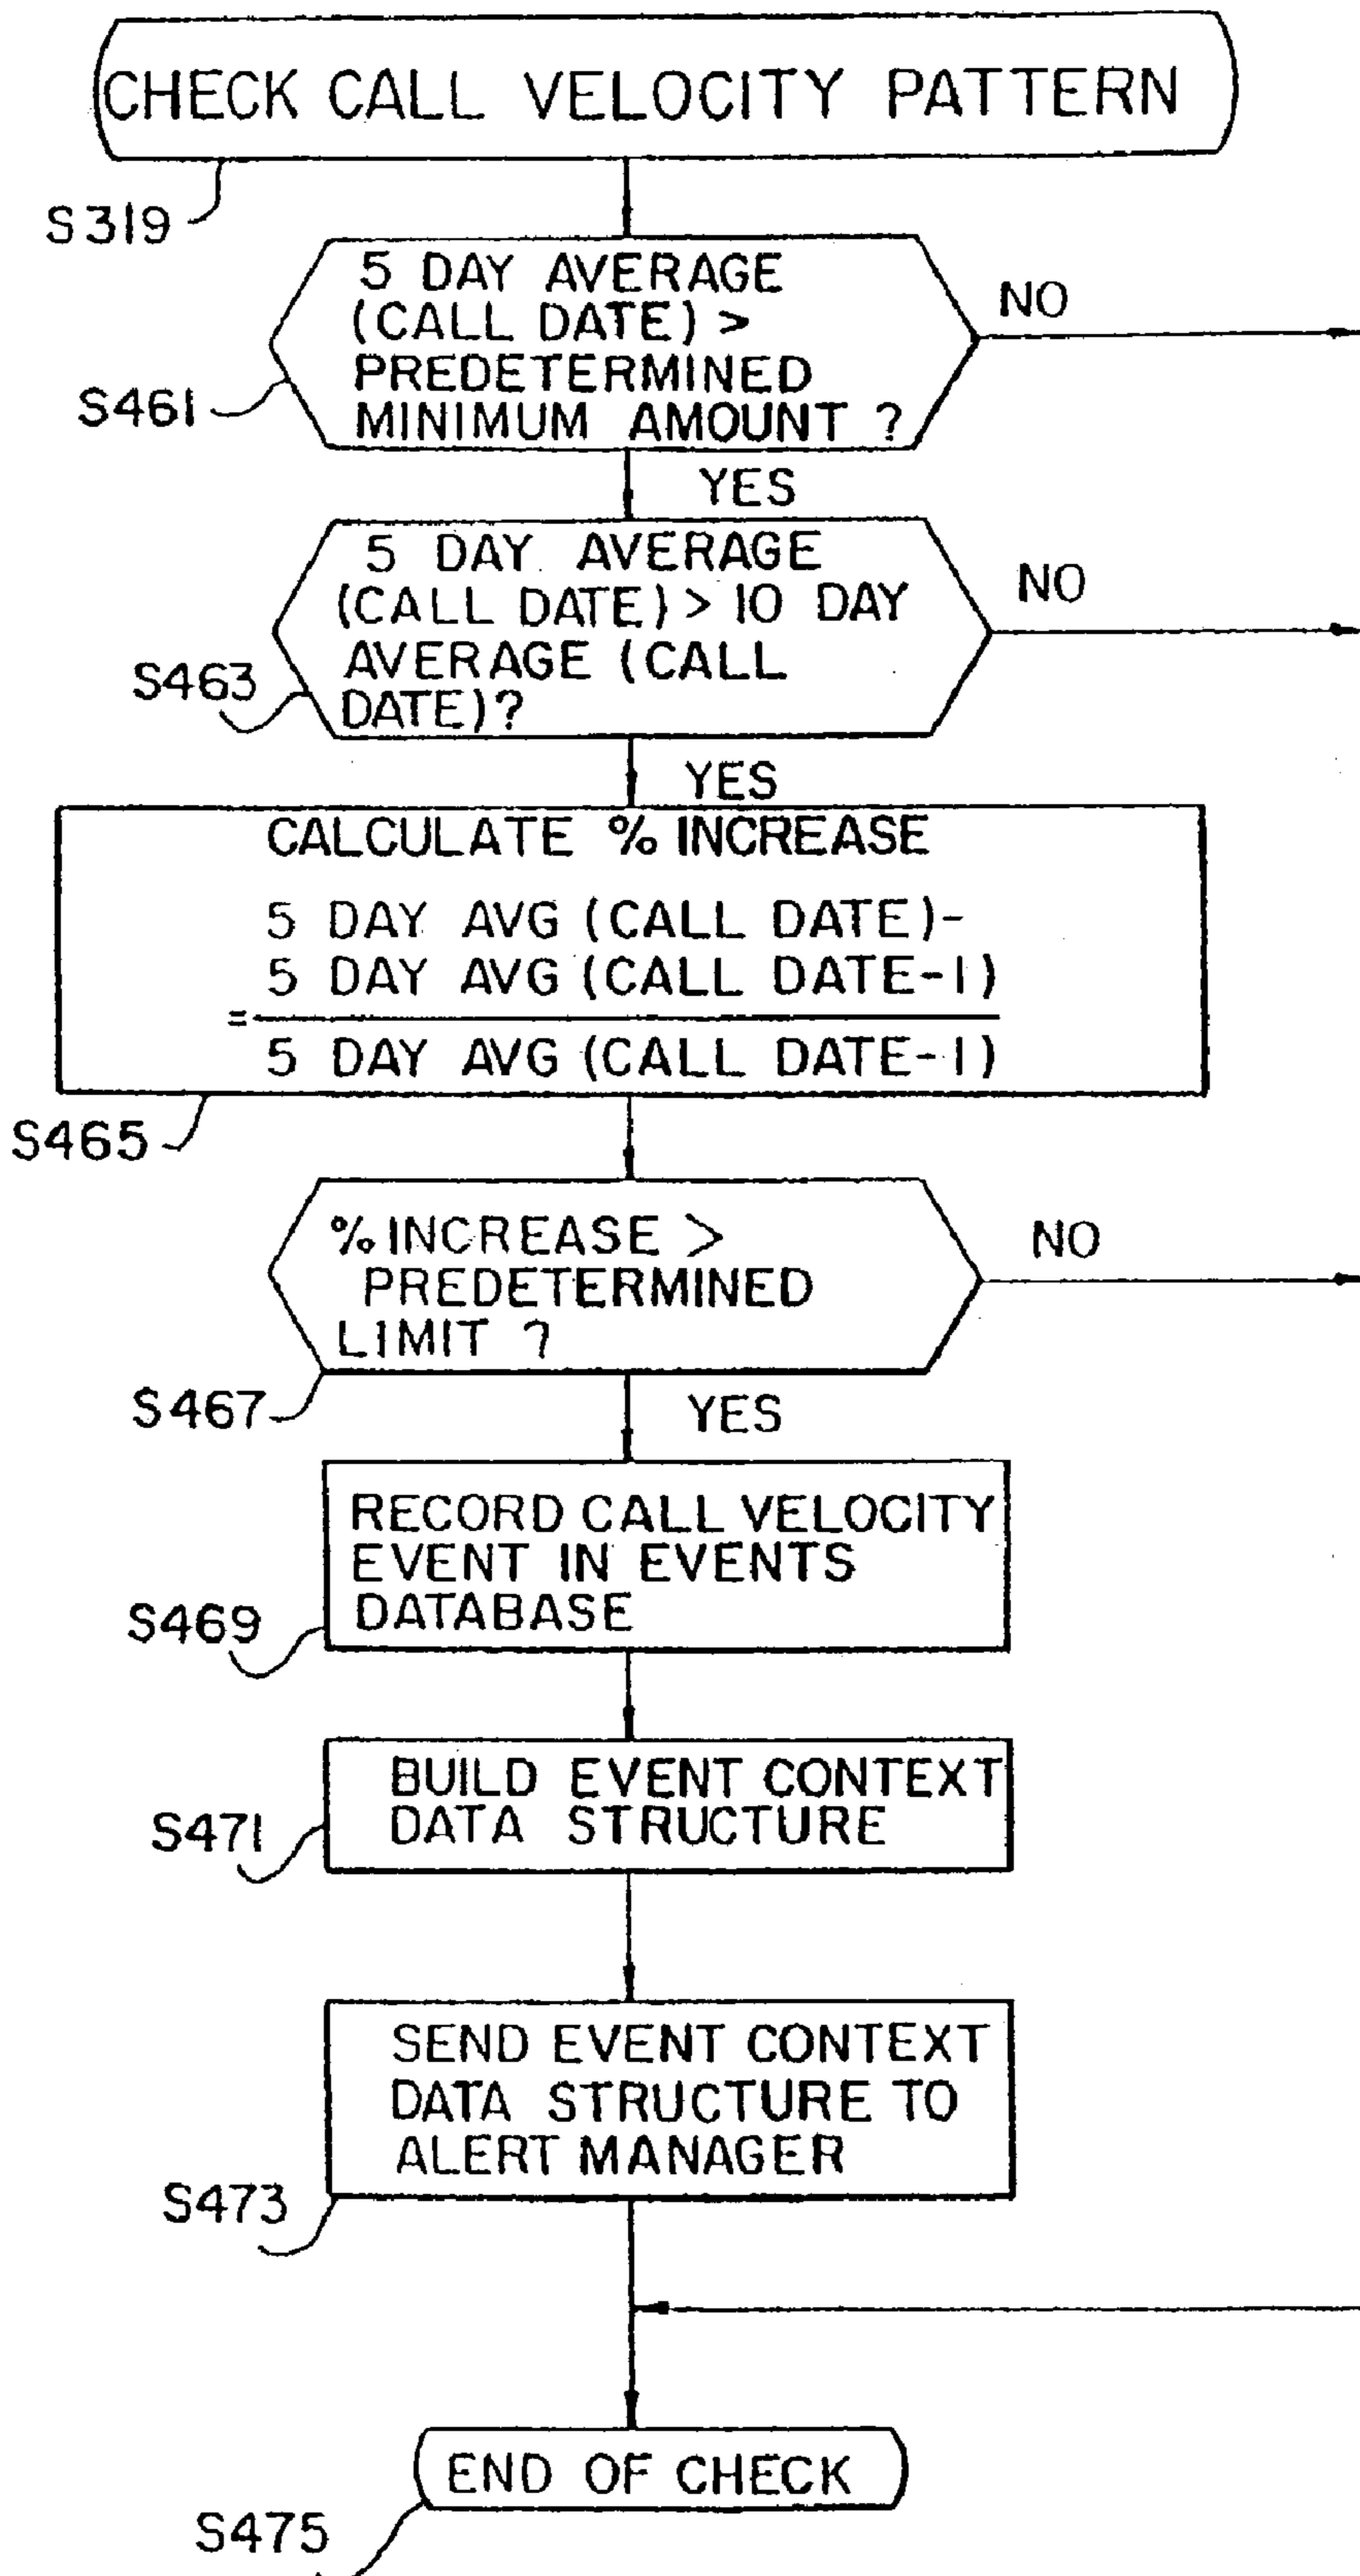 CHECK CALL VELOCITY PATTERN
S319
5 DAY AVERAGE
(CALL DATE) >
PREDETERMINED
MINIMUM AMOUNT ?
NO
S461
YES
5 DAY AVERAGE
(CALL DATE) > 10 DAY
AVERAGE (CALL
DATE)?
NO
S463
YES
CALCULATE % INCREASE
5 DAY AVG (CALL DATE)-
5 DAY AVG (CALL DATE-1)
=
5 DAY AVG (CALL DATE-1)
S465
% INCREASE >
PREDETERMINED
LIMIT ?
NO
S467
YES
RECORD CALL VELOCITY
EVENT IN EVENTS
DATABASE
S469
BUILD EVENT CONTEXT
DATA STRUCTURE
S471
SEND EVENT CONTEXT
DATA STRUCTURE TO
ALERT MANAGER
S473
END OF CHECK
S475